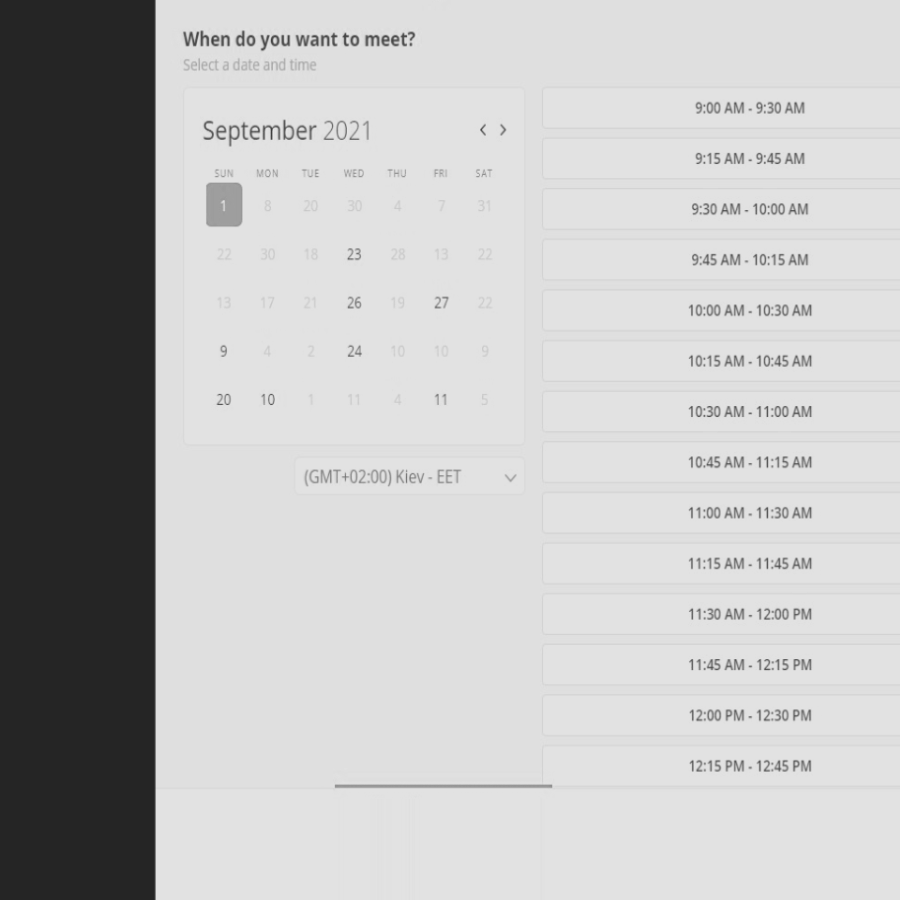 When do you want to meet?
Select a date and time
September 2021
SUN MON TUE WED THU FRI SAT
1 8 20 30 4 7 31
22 30 18 23 28 13 22
13 17 21 26 19 27 22
9 4 2 24 10 10 9
20 10 1 11 4 11 5
(GMT+02:00) Kiev - EET
9:00 AM - 9:30 AM
9:15 AM - 9:45 AM
9:30 AM - 10:00 AM
9:45 AM - 10:15 AM
10:00 AM - 10:30 AM
10:15 AM - 10:45 AM
10:30 AM - 11:00 AM
10:45 AM - 11:15 AM
11:00 AM - 11:30 AM
11:15 AM - 11:45 AM
11:30 AM - 12:00 PM
11:45 AM - 12:15 PM
12:00 PM - 12:30 PM
12:15 PM - 12:45 PM